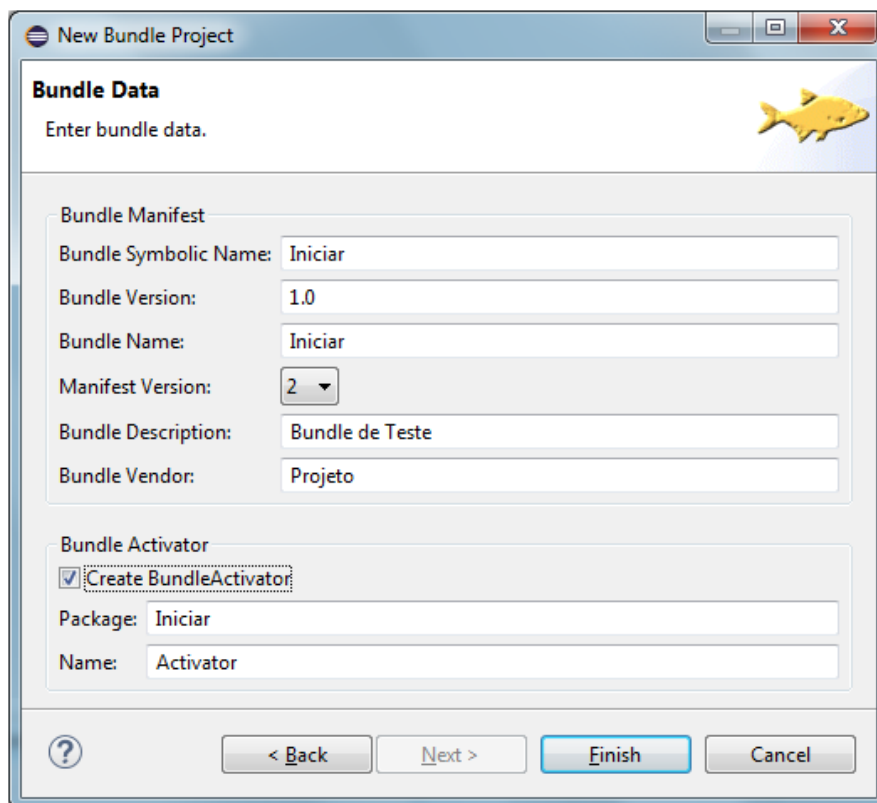 New Bundle Project
Bundle Data
Enter bundle data.
Bundle Manifest
Bundle Symbolic Name: Iniciar
Bundle Version: 1.0
Bundle Name: Iniciar
Manifest Version: 2
Bundle Description: Bundle de Teste
Bundle Vendor: Projeto
Bundle Activator
Create BundleActivator
Package: Iniciar
Name: Activator
? < Back Next > Finish Cancel